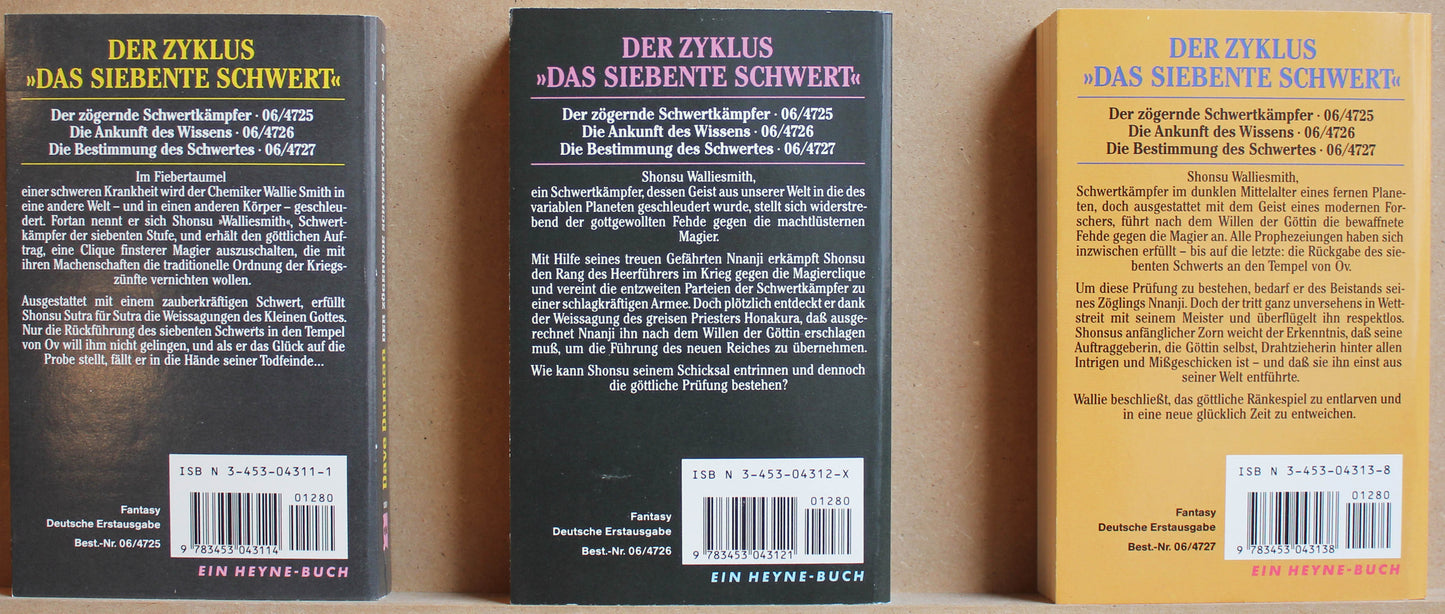 DER ZYKLUS
»DAS SIEBENTE SCHWERT«
Der zögernde Schwertkämpfer · 06/4725
Die Ankunft des Wissens · 06/4726
Die Bestimmung des Schwertes · 06/4727
Im Fiebertaumel
einer schweren Krankheit wird der Chemiker Wallie Smith in
eine andere Welt – und in einen anderen Körper – geschleu-
dert. Fortan nennt er sich Shonsu »Walliesmith«, Schwert-
kämpfer der siebenten Stufe, und erhält den göttlichen Auf-
trag, eine Clique finsterer Magier auszuschalten, die mit
ihren Machenschaften die traditionelle Ordnung der Kriegs-
zünfte vernichten wollen.
Ausgestattet mit einem zauberkräftigen Schwert, erfüllt
Shonsu Sutra für Sutra die Weissagungen des Kleinen Gottes.
Nur die Rückführung des siebenten Schwerts in den Tempel
von Ov will ihm nicht gelingen, und als er das Glück auf die
Probe stellt, fällt er in die Hände seiner Todfeinde...
ISBN 3-453-04311-1
01280
9 783453 043114
Fantasy
Deutsche Erstausgabe
Best.-Nr. 06/4725
EIN HEYNE-BUCH
Dave Duncan DER ZÖGERNDE SCHWERTKÄMPFER
DER ZYKLUS
»DAS SIEBENTE SCHWERT«
Der zögernde Schwertkämpfer · 06/4725
Die Ankunft des Wissens · 06/4726
Die Bestimmung des Schwertes · 06/4727
Shonsu Walliesmith,
ein Schwertkämpfer, dessen Geist aus unserer Welt in die des
variablen Planeten geschleudert wurde, stellt sich widerstre-
bend der gottgewollten Fehde gegen die machtlüsternen
Magier.
Mit Hilfe seines treuen Gefährten Nnanji erkämpft Shonsu
den Rang des Heerführers im Krieg gegen die Magierclique
und vereint die entzweiten Parteien der Schwertkämpfer zu
einer schlagkräftigen Armee. Doch plötzlich entdeckt er dank
der Weissagung des greisen Priesters Honakura, daß ausge-
rechnet Nnanji ihn nach dem Willen der Göttin erschlagen
muß, um die Führung des neuen Reiches zu übernehmen.
Wie kann Shonsu seinem Schicksal entrinnen und dennoch
die göttliche Prüfung bestehen?
ISBN 3-453-04312-X
01280
9 783453 043121
Fantasy
Deutsche Erstausgabe
Best.-Nr. 06/4726
EIN HEYNE-BUCH
DER ZYKLUS
»DAS SIEBENTE SCHWERT«
Der zögernde Schwertkämpfer · 06/4725
Die Ankunft des Wissens · 06/4726
Die Bestimmung des Schwertes · 06/4727
Shonsu Walliesmith,
Schwertkämpfer im dunklen Mittelalter eines fernen Plane-
ten, doch ausgestattet mit dem Geist eines modernen For-
schers, führt nach dem Willen der Göttin die bewaffnete
Fehde gegen die Magier an. Alle Prophezeiungen haben sich
inzwischen erfüllt – bis auf die letzte: die Rückgabe des sie-
benten Schwerts an den Tempel von Ov.
Um diese Prüfung zu bestehen, bedarf er des Beistands sei-
nes Zöglings Nnanji. Doch der tritt ganz unversehens in Wett-
streit mit seinem Meister und überflügelt ihn respektlos.
Shonsus anfänglicher Zorn weicht der Erkenntnis, daß seine
Auftraggeberin, die Göttin selbst, Drahtzieherin hinter allen
Intrigen und Mißgeschicken ist – und daß sie ihn einst aus
seiner Welt entführte.
Wallie beschließt, das göttliche Ränkespiel zu entlarven und
in eine neue glücklich Zeit zu entweichen.
ISBN 3-453-04313-8
01280
9 783453 043138
Fantasy
Deutsche Erstausgabe
Best.-Nr. 06/4727
EIN HEYNE-BUCH